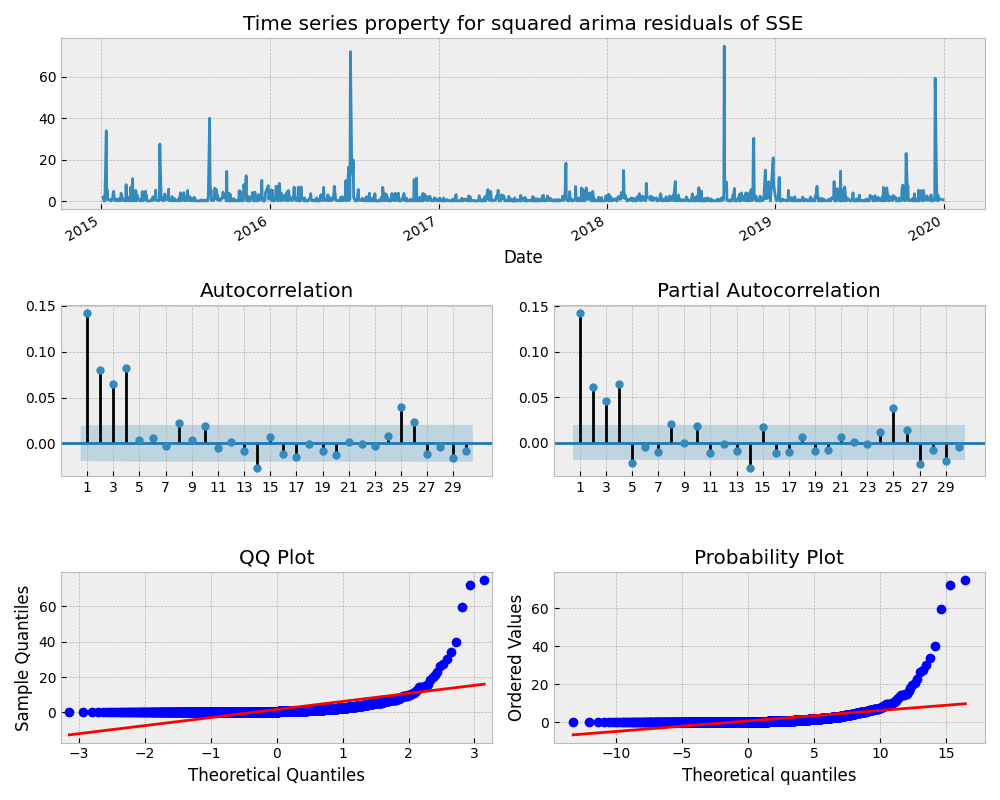 Time series property for squared arima residuals of SSE
60
40
20
0
2015 2016 2017 2018 2019 2020
Date
Autocorrelation
0.15
0.10
0.05
0.00
1 3 5 7 9 11 13 15 17 19 21 23 25 27 29
Partial Autocorrelation
0.15
0.10
0.05
0.00
1 3 5 7 9 11 13 15 17 19 21 23 25 27 29
QQ Plot
Sample Quantiles
60
40
20
0
−3 −2 −1 0 1 2 3
Theoretical Quantiles
Probability Plot
Ordered Values
60
40
20
0
−10 −5 0 5 10 15
Theoretical quantiles